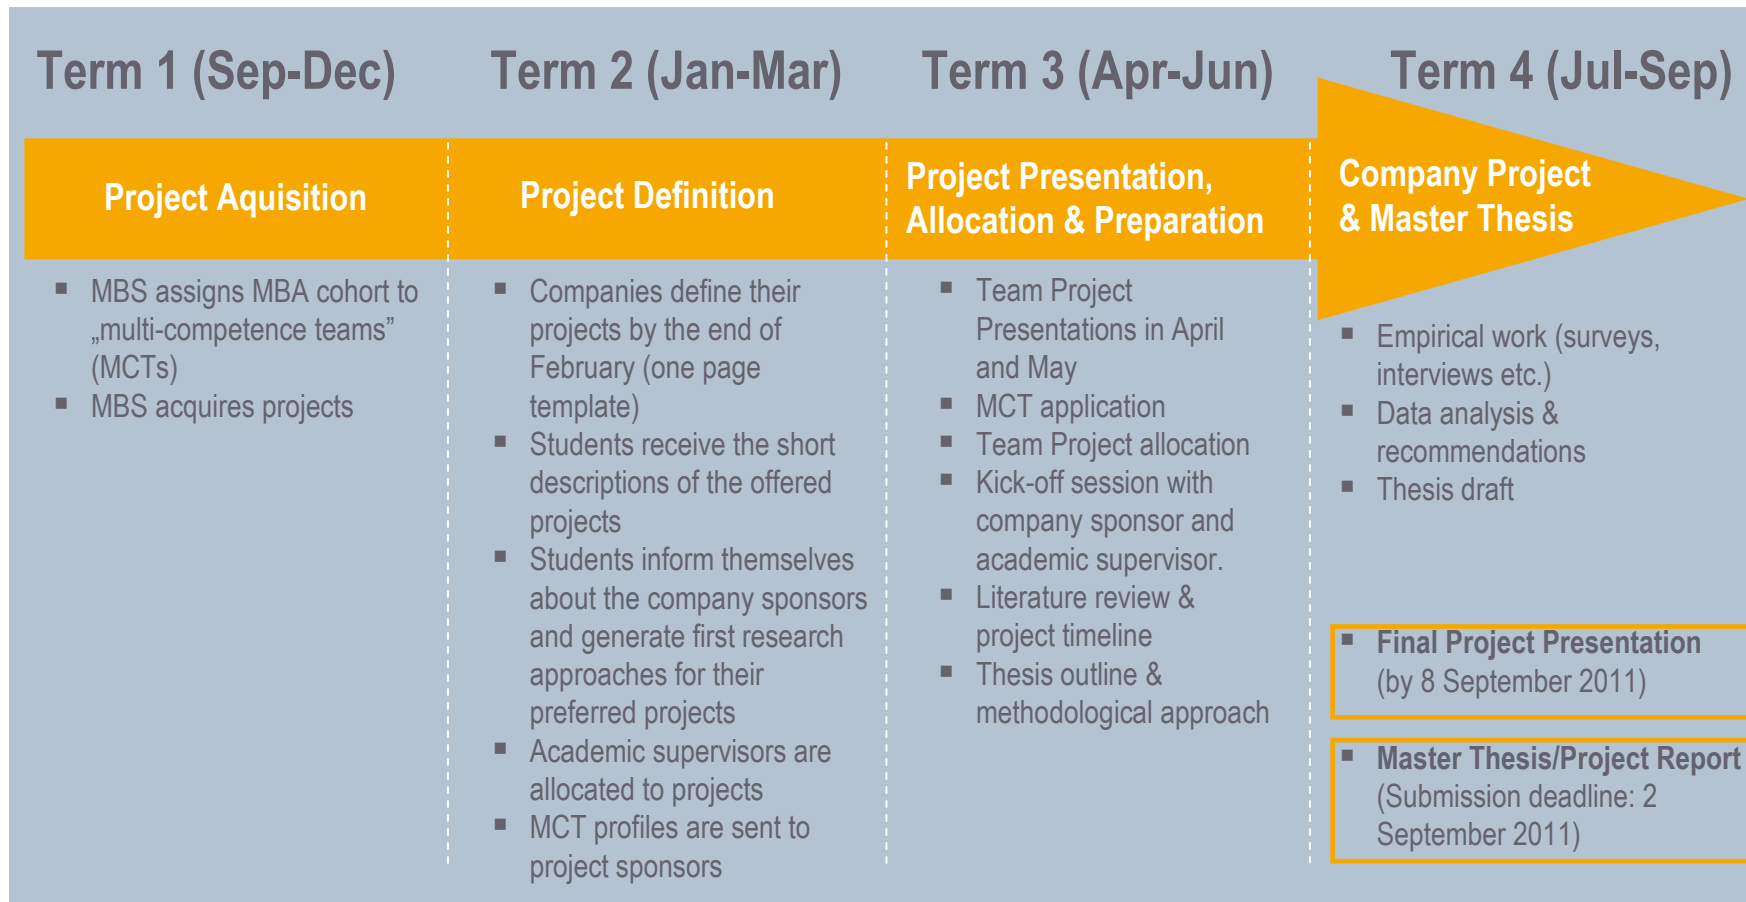 Term 1 (Sep-Dec)
Term 2 (Jan-Mar)
Term 3 (Apr-Jun)
Term 4 (Jul-Sep)
Project Aquisition
Project Definition
Project Presentation,
Allocation & Preparation
Company Project
& Master Thesis
▪ MBS assigns MBA cohort to
„multi-competence teams”
(MCTs)
▪ MBS acquires projects
▪ Companies define their
projects by the end of
February (one page
template)
▪ Students receive the short
descriptions of the offered
projects
▪ Students inform themselves
about the company sponsors
and generate first research
approaches for their
preferred projects
▪ Academic supervisors are
allocated to projects
▪ MCT profiles are sent to
project sponsors
▪ Team Project
Presentations in April
and May
▪ MCT application
▪ Team Project allocation
▪ Kick-off session with
company sponsor and
academic supervisor.
▪ Literature review &
project timeline
▪ Thesis outline &
methodological approach
▪ Empirical work (surveys,
interviews etc.)
▪ Data analysis &
recommendations
▪ Thesis draft
▪ Final Project Presentation
(by 8 September 2011)
▪ Master Thesis/Project Report
(Submission deadline: 2
September 2011)